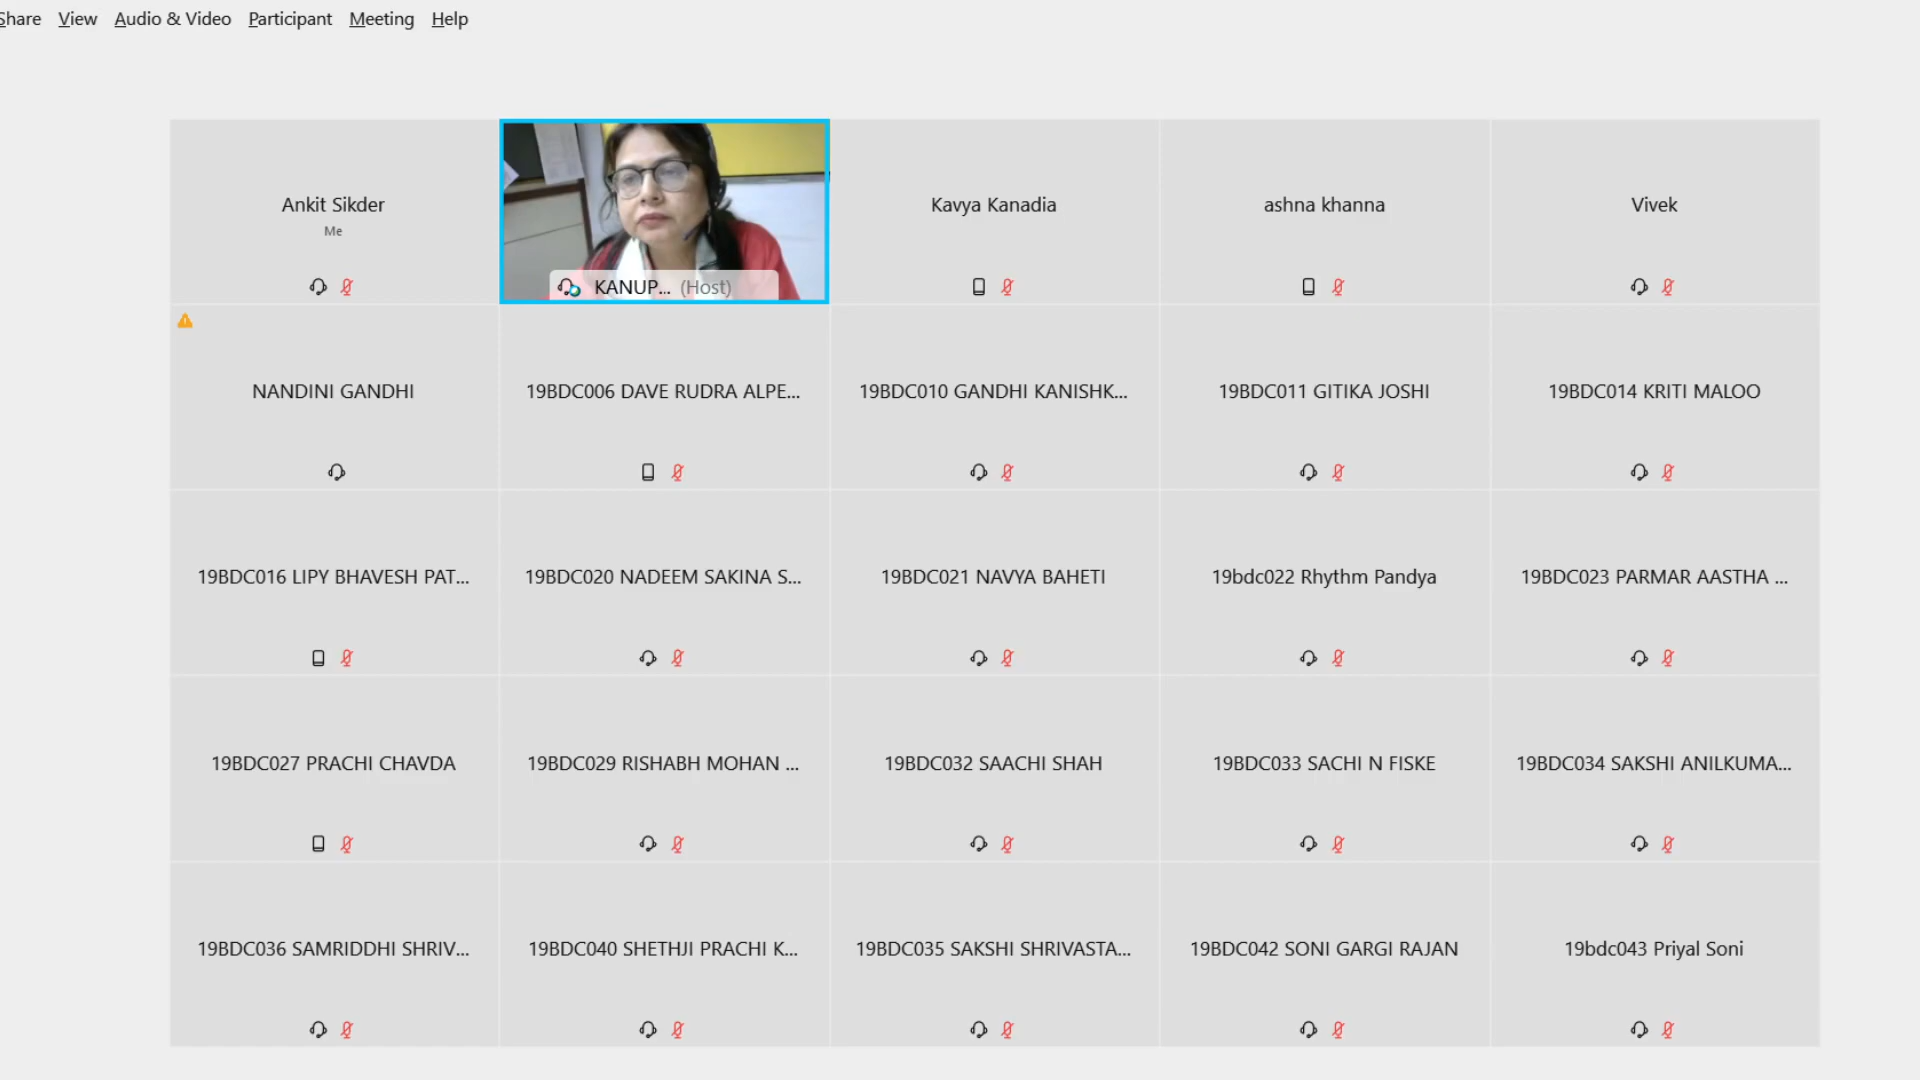 Share View Audio & Video Participant Meeting Help
Ankit Sikder
Me
KANUP... (Host)
Kavya Kanadia
ashna khanna
Vivek
NANDINI GANDHI
19BDC006 DAVE RUDRA ALPE...
19BDC010 GANDHI KANISHK...
19BDC011 GITIKA JOSHI
19BDC014 KRITI MALOO
19BDC016 LIPY BHAVESH PAT...
19BDC020 NADEEM SAKINA S...
19BDC021 NAVYA BAHETI
19bdc022 Rhythm Pandya
19BDC023 PARMAR AASTHA ...
19BDC027 PRACHI CHAVDA
19BDC029 RISHABH MOHAN ...
19BDC032 SAACHI SHAH
19BDC033 SACHI N FISKE
19BDC034 SAKSHI ANILKUMA...
19BDC036 SAMRIDDHI SHRIV...
19BDC040 SHETHJI PRACHI K...
19BDC035 SAKSHI SHRIVASTA...
19BDC042 SONI GARGI RAJAN
19bdc043 Priyal Soni